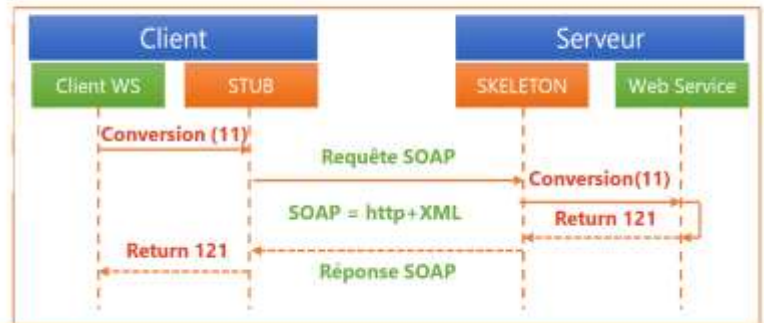 Client
Serveur
Client WS
STUB
SKELETON
Web Service
Conversion (11)
Requête SOAP
Conversion(11)
SOAP = http+XML
Return 121
Return 121
Réponse SOAP